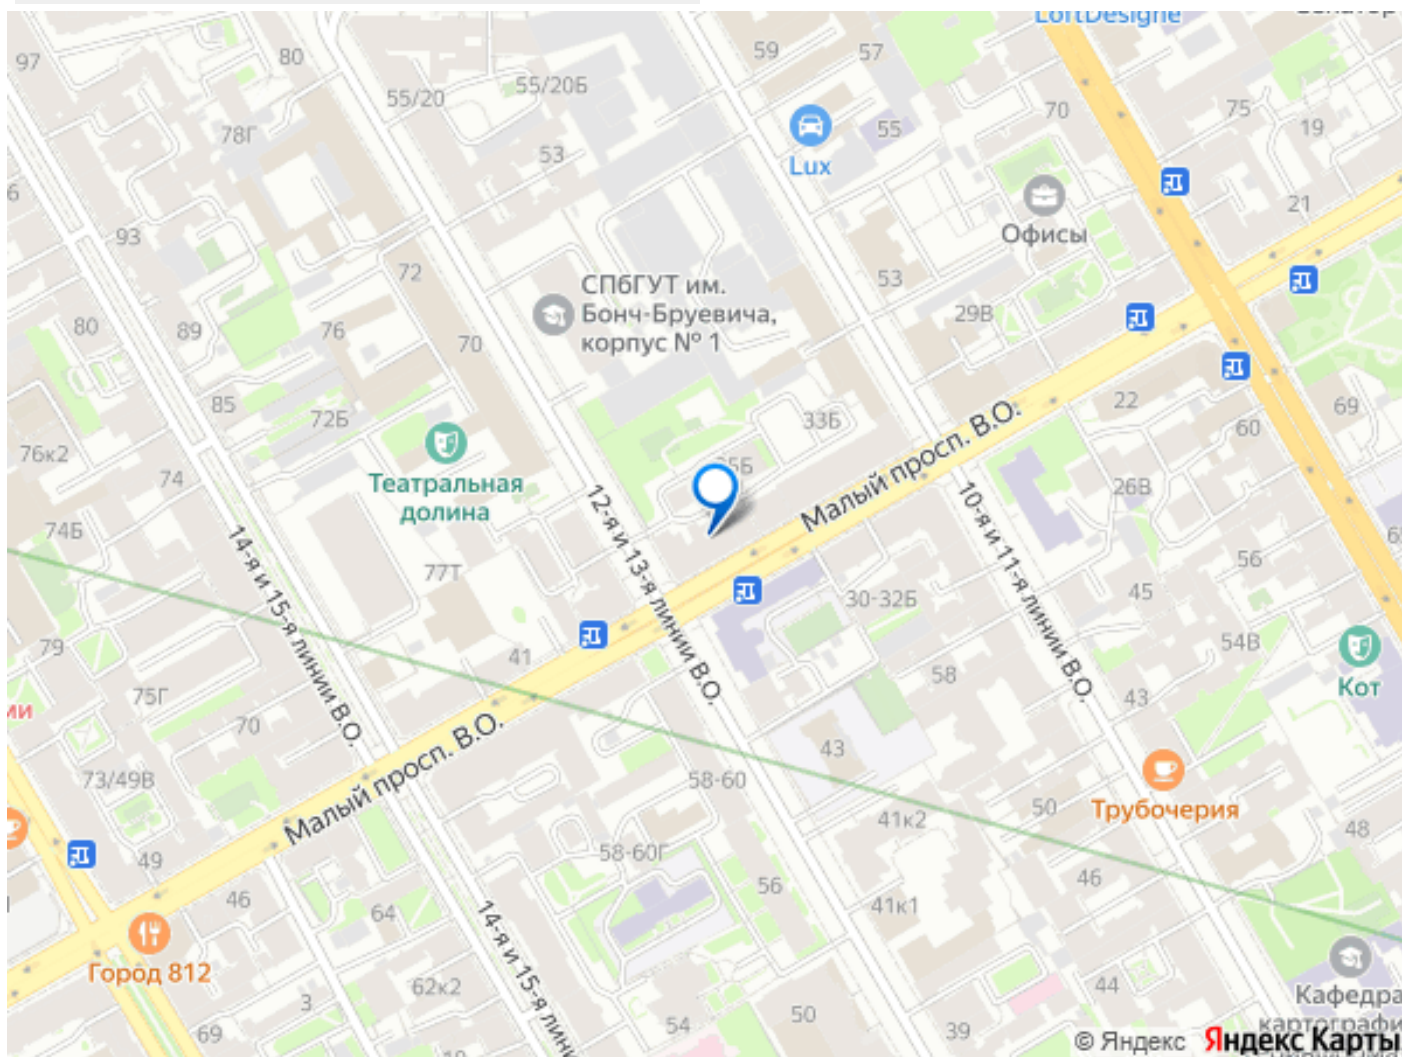 LoftDesigne
97
80
59
57
55/20
55/20Б
70
75
19
78Г
53
55
Lux
93
21
Офисы
72
53
СПбГУТ им.
Бонч-Бруевича,
корпус № 1
29В
80
89
76
70
85
72Б
33Б
22
69
60
76к2
74
Театральная
долина
Малый просп. В.О.
26В
74Б
12-я и 13-я линии В.О.
10-я и 11-я линии В.О.
14-я и 15-я линии В.О.
77Т
30-32Б
56
45
79
41
54В
58
43
Кот
75Г
70
ми
Малый просп. В.О.
43
73/49В
58-60
Трубочерия
50
41к2
48
49
58-60Г
46
56
46
64
41к1
14-я и 15-я лини
Город 812
62к2
3
44
Кафедра
картографи
54
50
39
69
© Яндекс Яндекс Карты